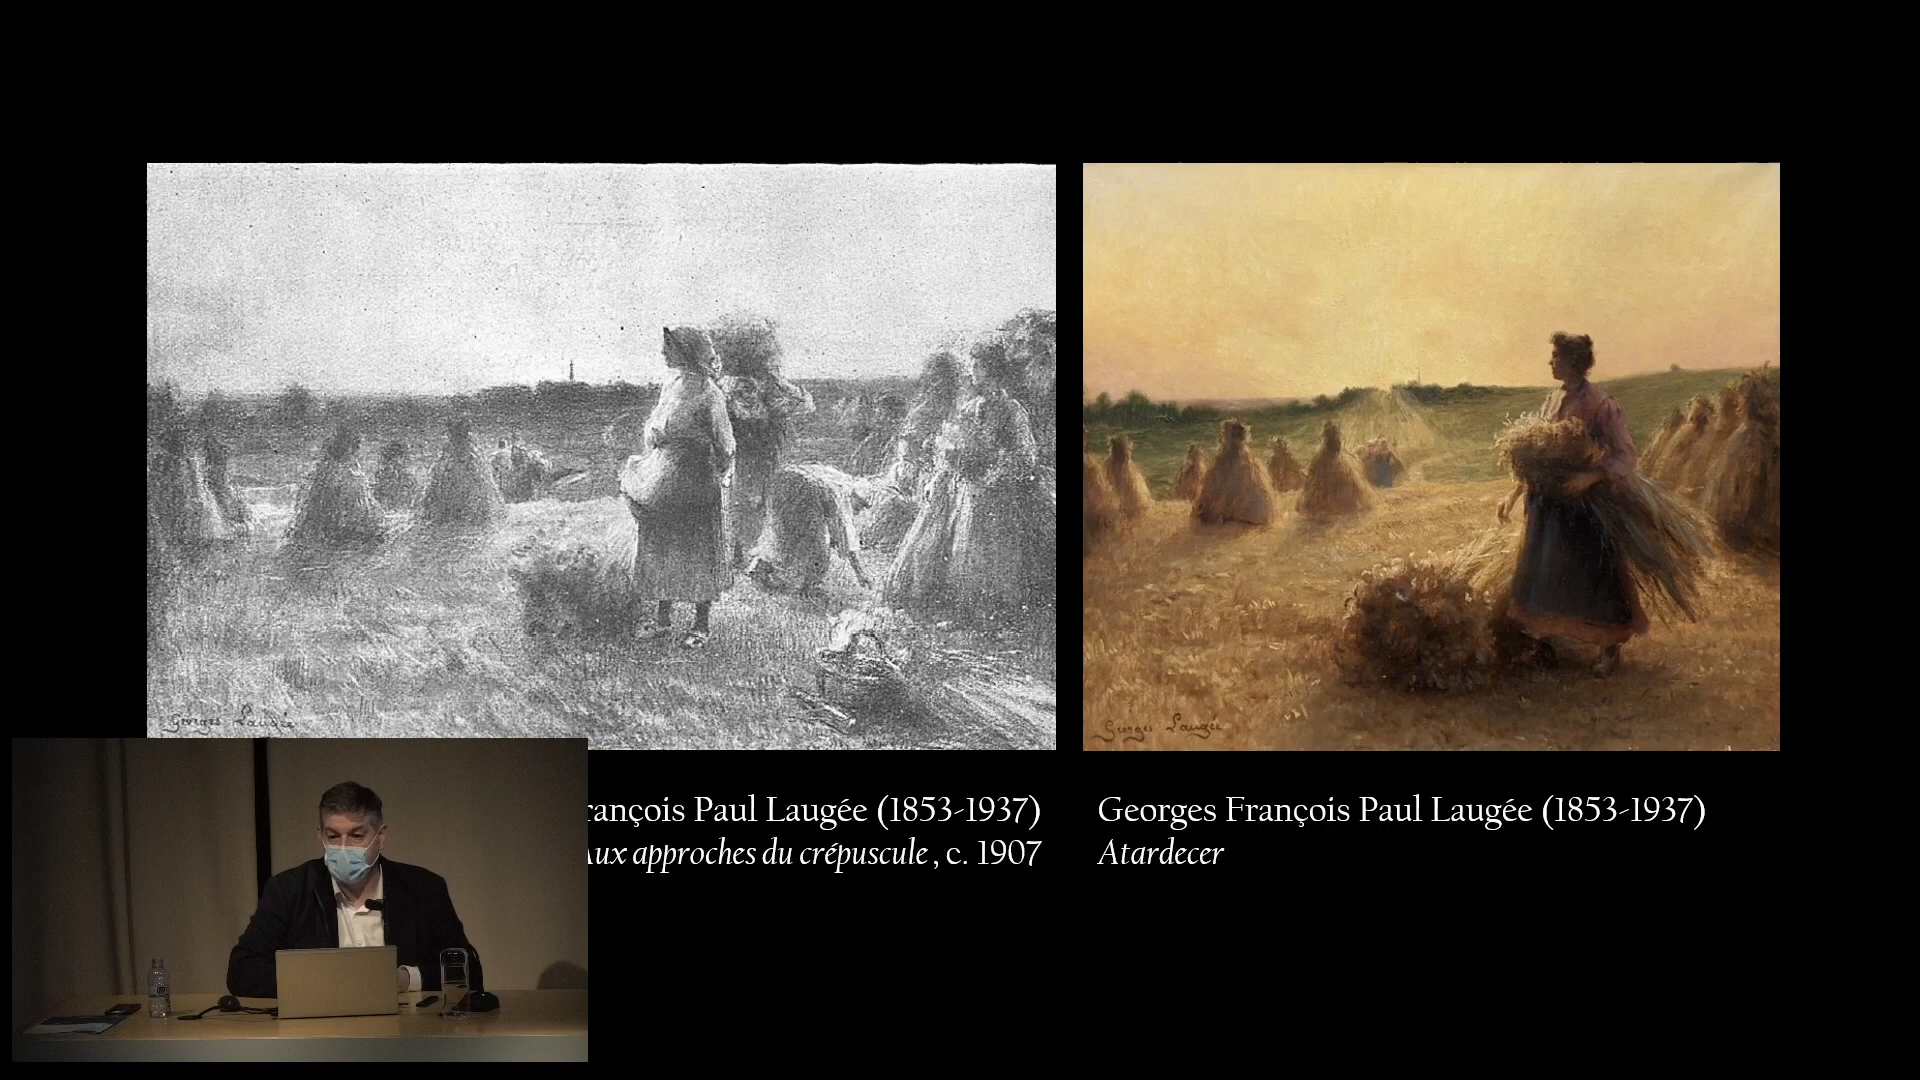 Georges Laugée
Georges Laugée
François Paul Laugée (1853-1937)
Aux approches du crépuscule, c. 1907
Georges François Paul Laugée (1853-1937)
Atardecer